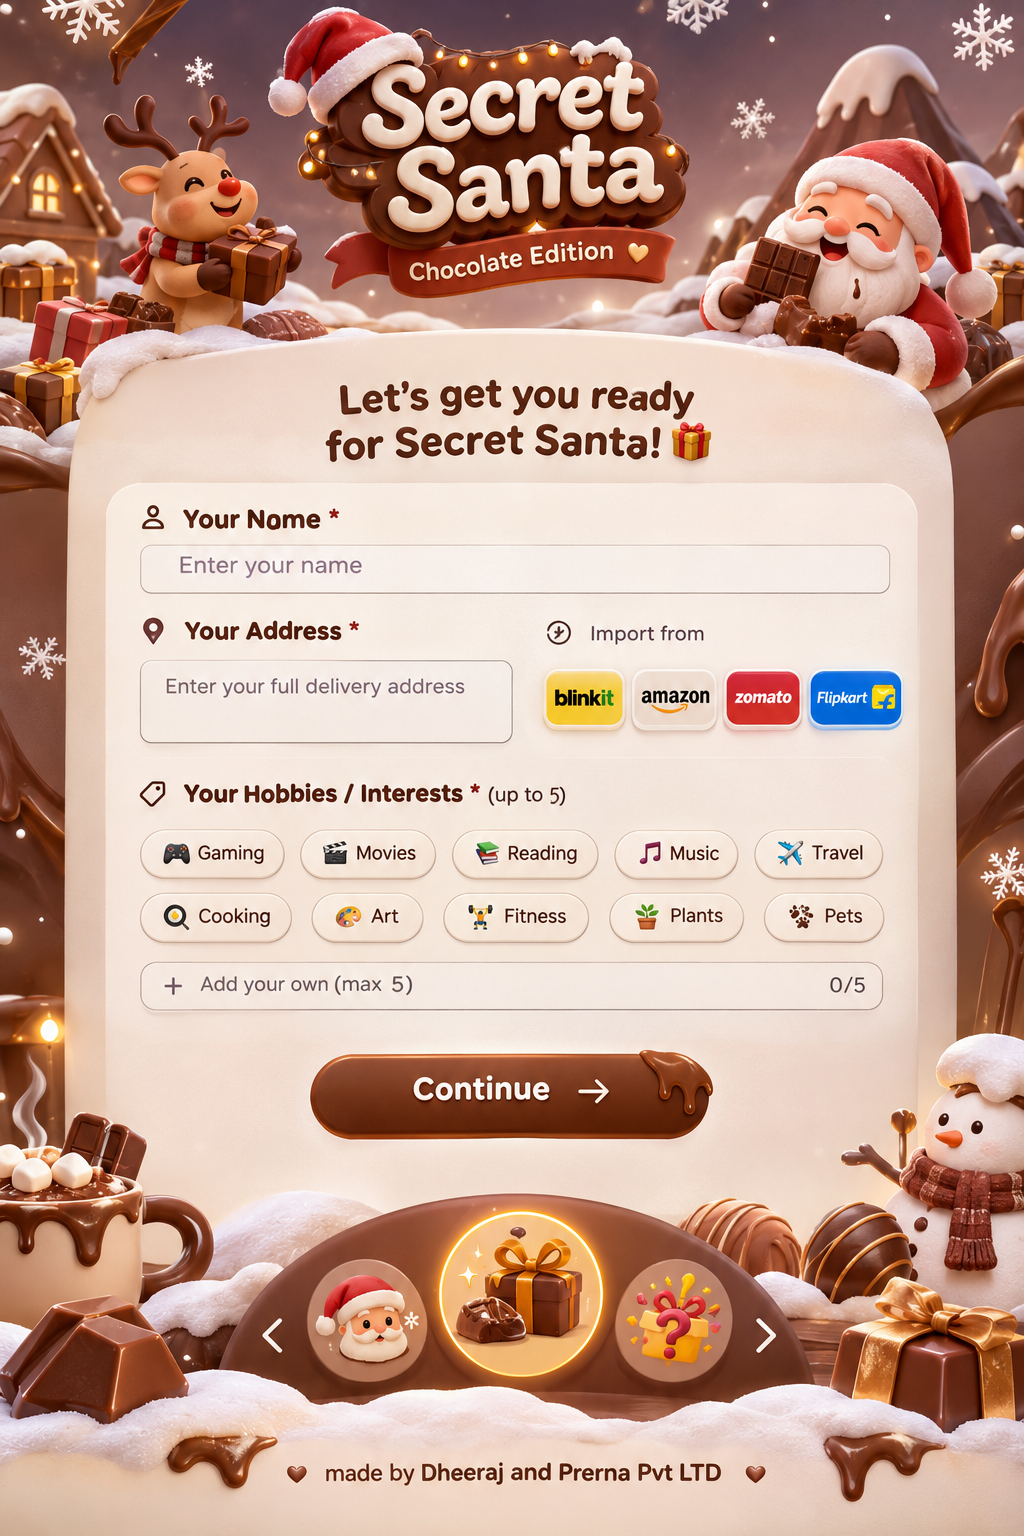 Secret
Santa
Chocolate Edition
Let's get you ready
for Secret Santa!
Your Name *
Enter your name
Your Address *
Import from
Enter your full delivery address
blinkit
amazon
zomato
Flipkart
Your Hobbies / Interests * (up to 5)
Gaming
Movies
Reading
Music
Travel
Cooking
Art
Fitness
Plants
Pets
+ Add your own (max 5)
0/5
Continue →
?
made by Dheeraj and Prerna Pvt LTD